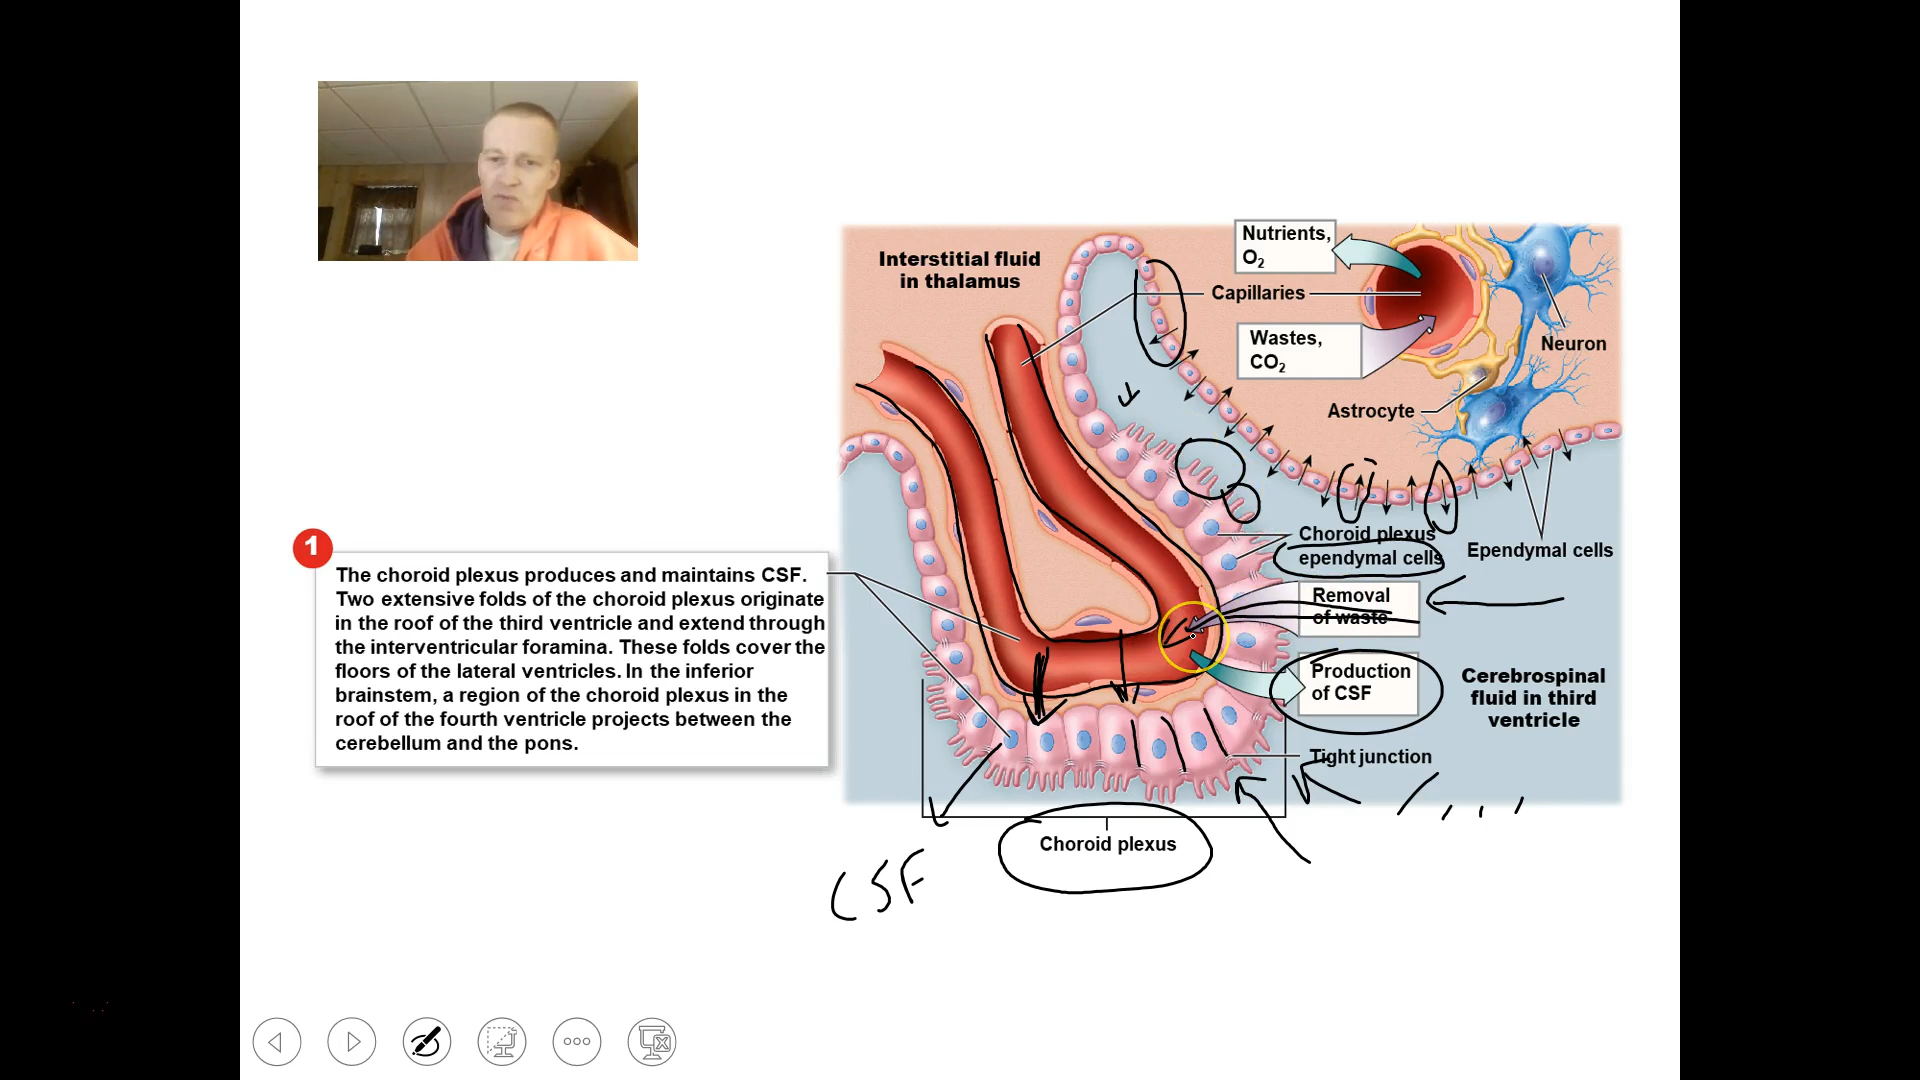 Interstitial fluid
in thalamus
Nutrients,
O₂
Capillaries
Wastes,
CO₂
Neuron
Astrocyte
Choroid plexus
ependymal cells
Ependymal cells
Removal
of waste
Production
of CSF
Cerebrospinal
fluid in third
ventricle
Tight junction
Choroid plexus
CSF
1
The choroid plexus produces and maintains CSF.
Two extensive folds of the choroid plexus originate
in the roof of the third ventricle and extend through
the interventricular foramina. These folds cover the
floors of the lateral ventricles. In the inferior
brainstem, a region of the choroid plexus in the
roof of the fourth ventricle projects between the
cerebellum and the pons.